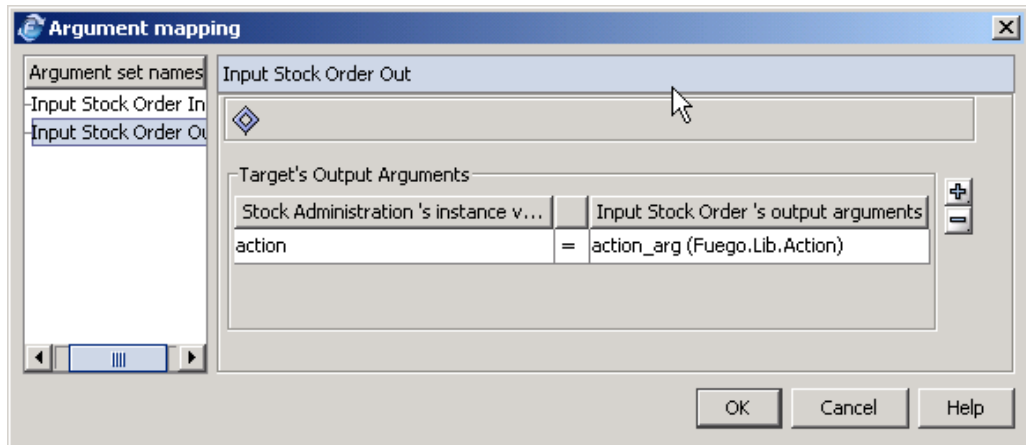 Argument mapping
Argument set names
Input Stock Order Out
Input Stock Order In
Input Stock Order Ou
Target's Output Arguments
Stock Administration 's instance v...
Input Stock Order 's output arguments
action
=
action_arg (Fuego.Lib.Action)
OK
Cancel
Help